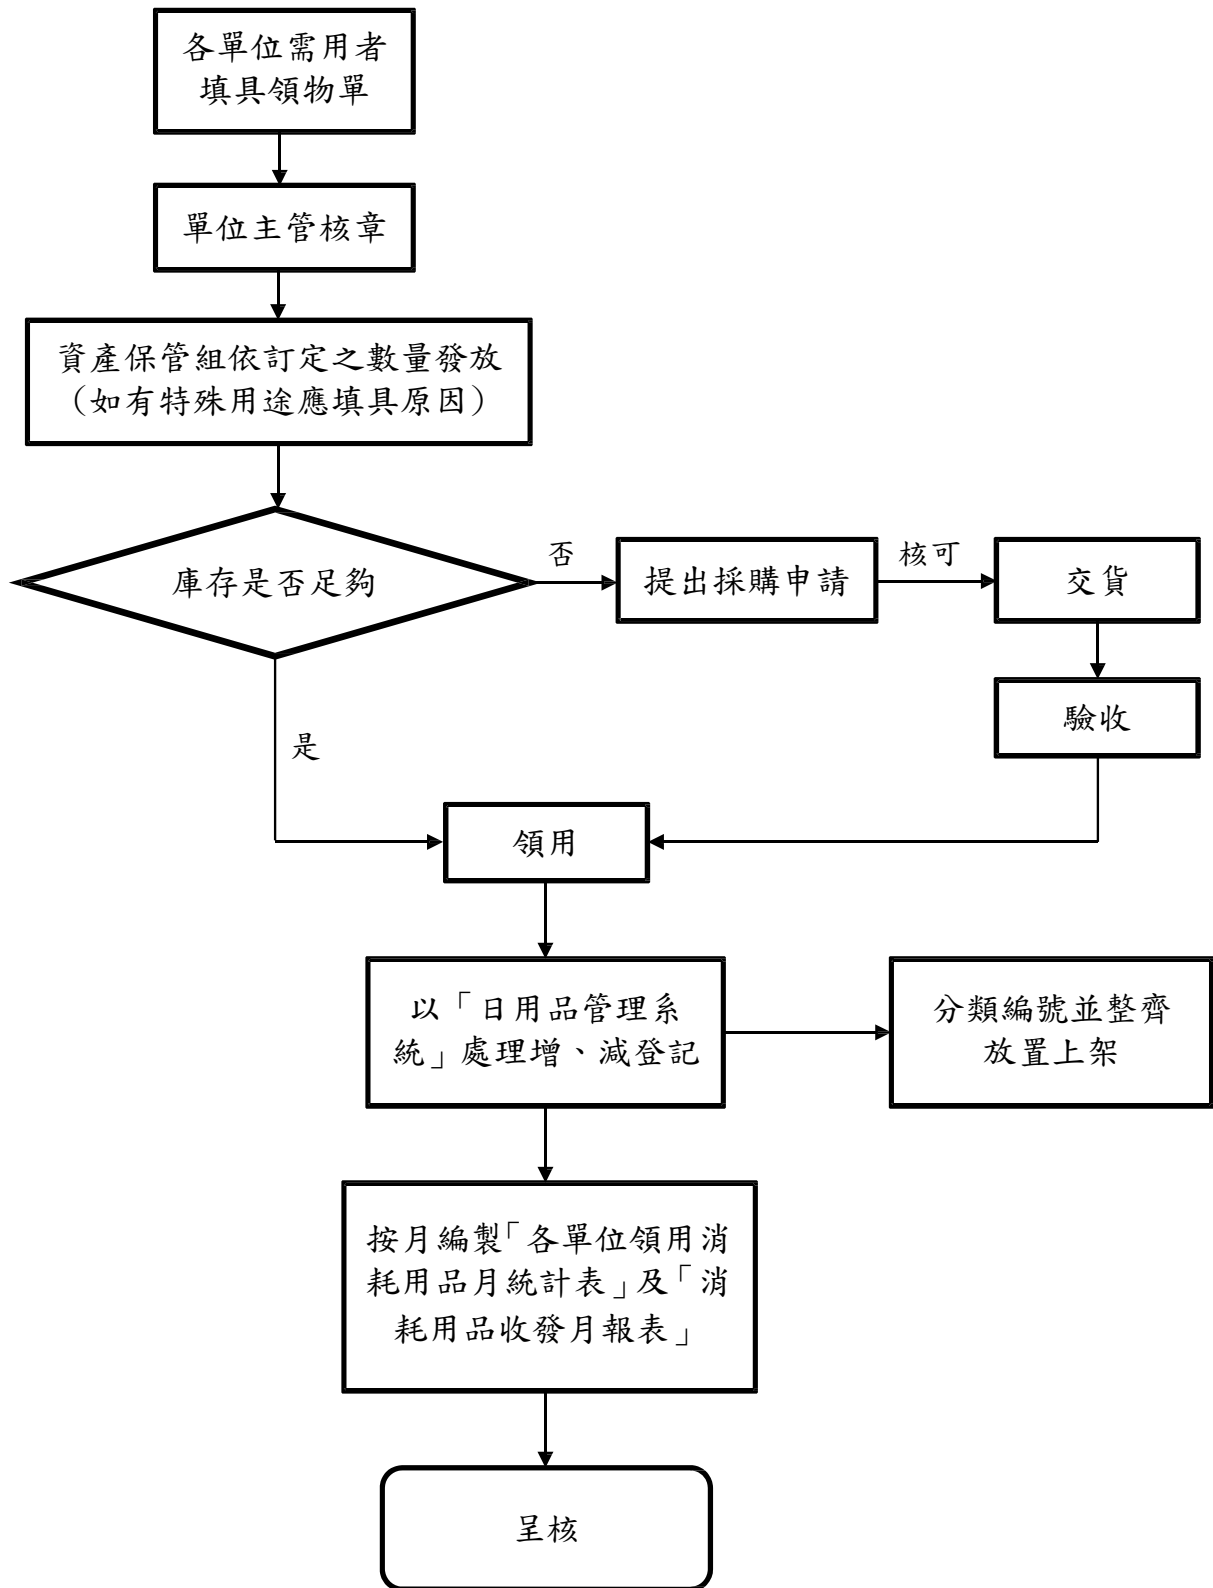 各單位需用者
填具領物單
單位主管核章
資產保管組依訂定之數量發放
（如有特殊用途應填具原因）
庫存是否足夠
否
提出採購申請
核可
交貨
驗收
是
領用
以「日用品管理系
統」處理增、減登記
分類編號並整齊
放置上架
按月編製「各單位領用消
耗用品月統計表」及「消
耗用品收發月報表」
呈核